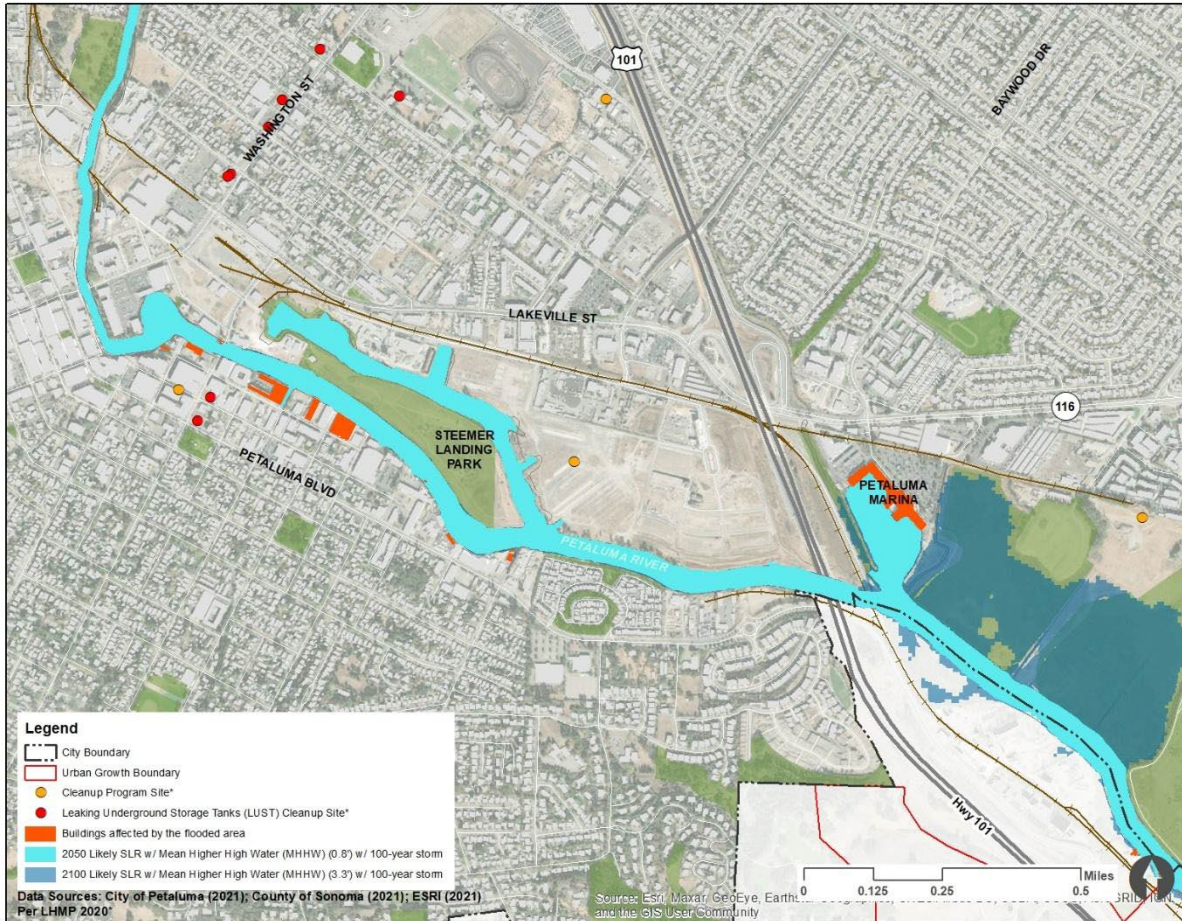 101
BAYWOOD DR
WASHINGTON ST
LAKEVILLE ST
116
STEEMER
LANDING
PARK
PETALUMA
MARINA
PETALUMA BLVD
PETALUMA RIVER
Hwy 101
Legend
City Boundary
Urban Growth Boundary
Cleanup Program Site*
Leaking Underground Storage Tanks (LUST) Cleanup Site*
Buildings affected by the flooded area
2050 Likely SLR w/ Mean Higher High Water (MHHW) (0.8') w/ 100-year storm
2100 Likely SLR w/ Mean Higher High Water (MHHW) (3.3') w/ 100-year storm
Miles
0 0.125 0.25 0.5
Data Sources: City of Petaluma (2021); County of Sonoma (2021); ESRI (2021)
Per LHMP 2020*
Source: Esri, Maxar, GeoEye,
and the GIS User Community